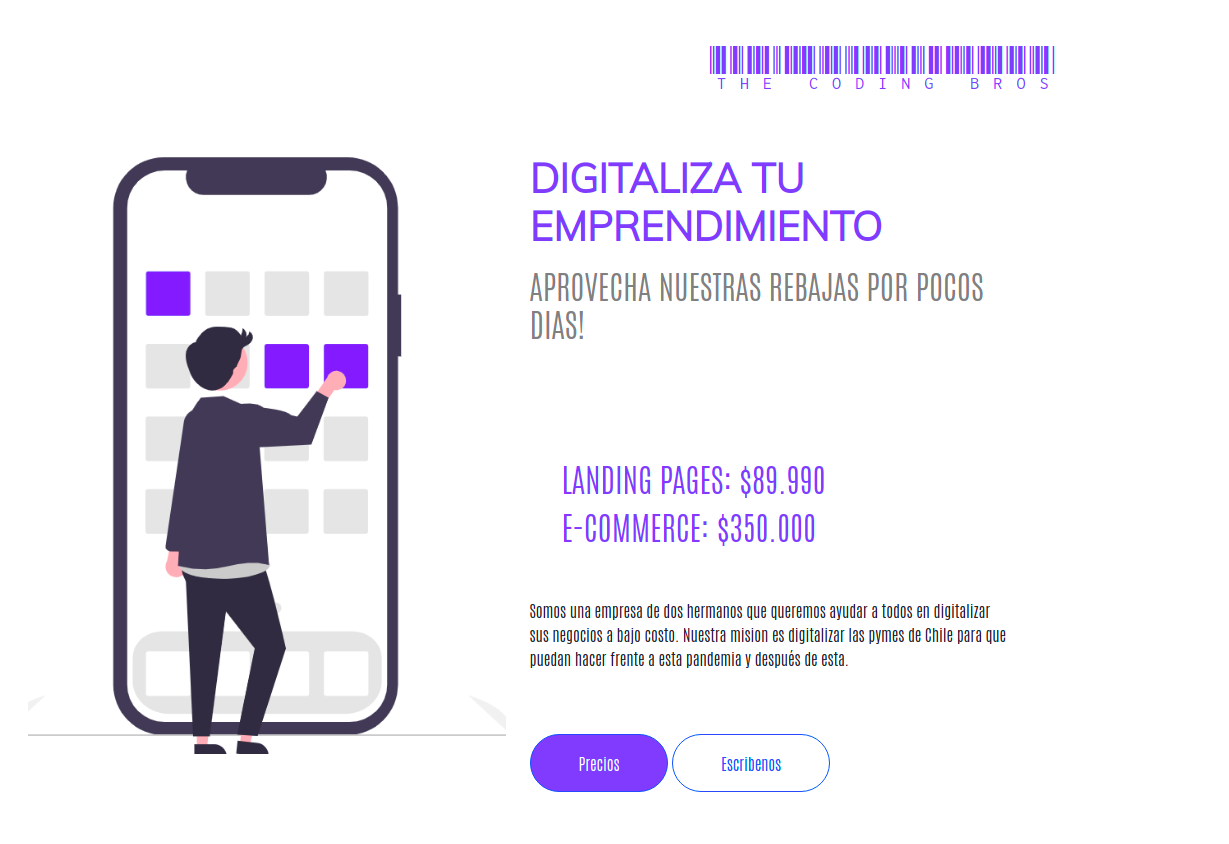 THE CODING BROS
DIGITALIZA TU
EMPRENDIMIENTO
APROVECHA NUESTRAS REBAJAS POR POCOS
DIAS!
LANDING PAGES: $89.990
E-COMMERCE: $350.000
Somos una empresa de dos hermanos que queremos ayudar a todos en digitalizar
sus negocios a bajo costo. Nuestra mision es digitalizar las pymes de Chile para que
puedan hacer frente a esta pandemia y después de esta.
Precios
Escribenos